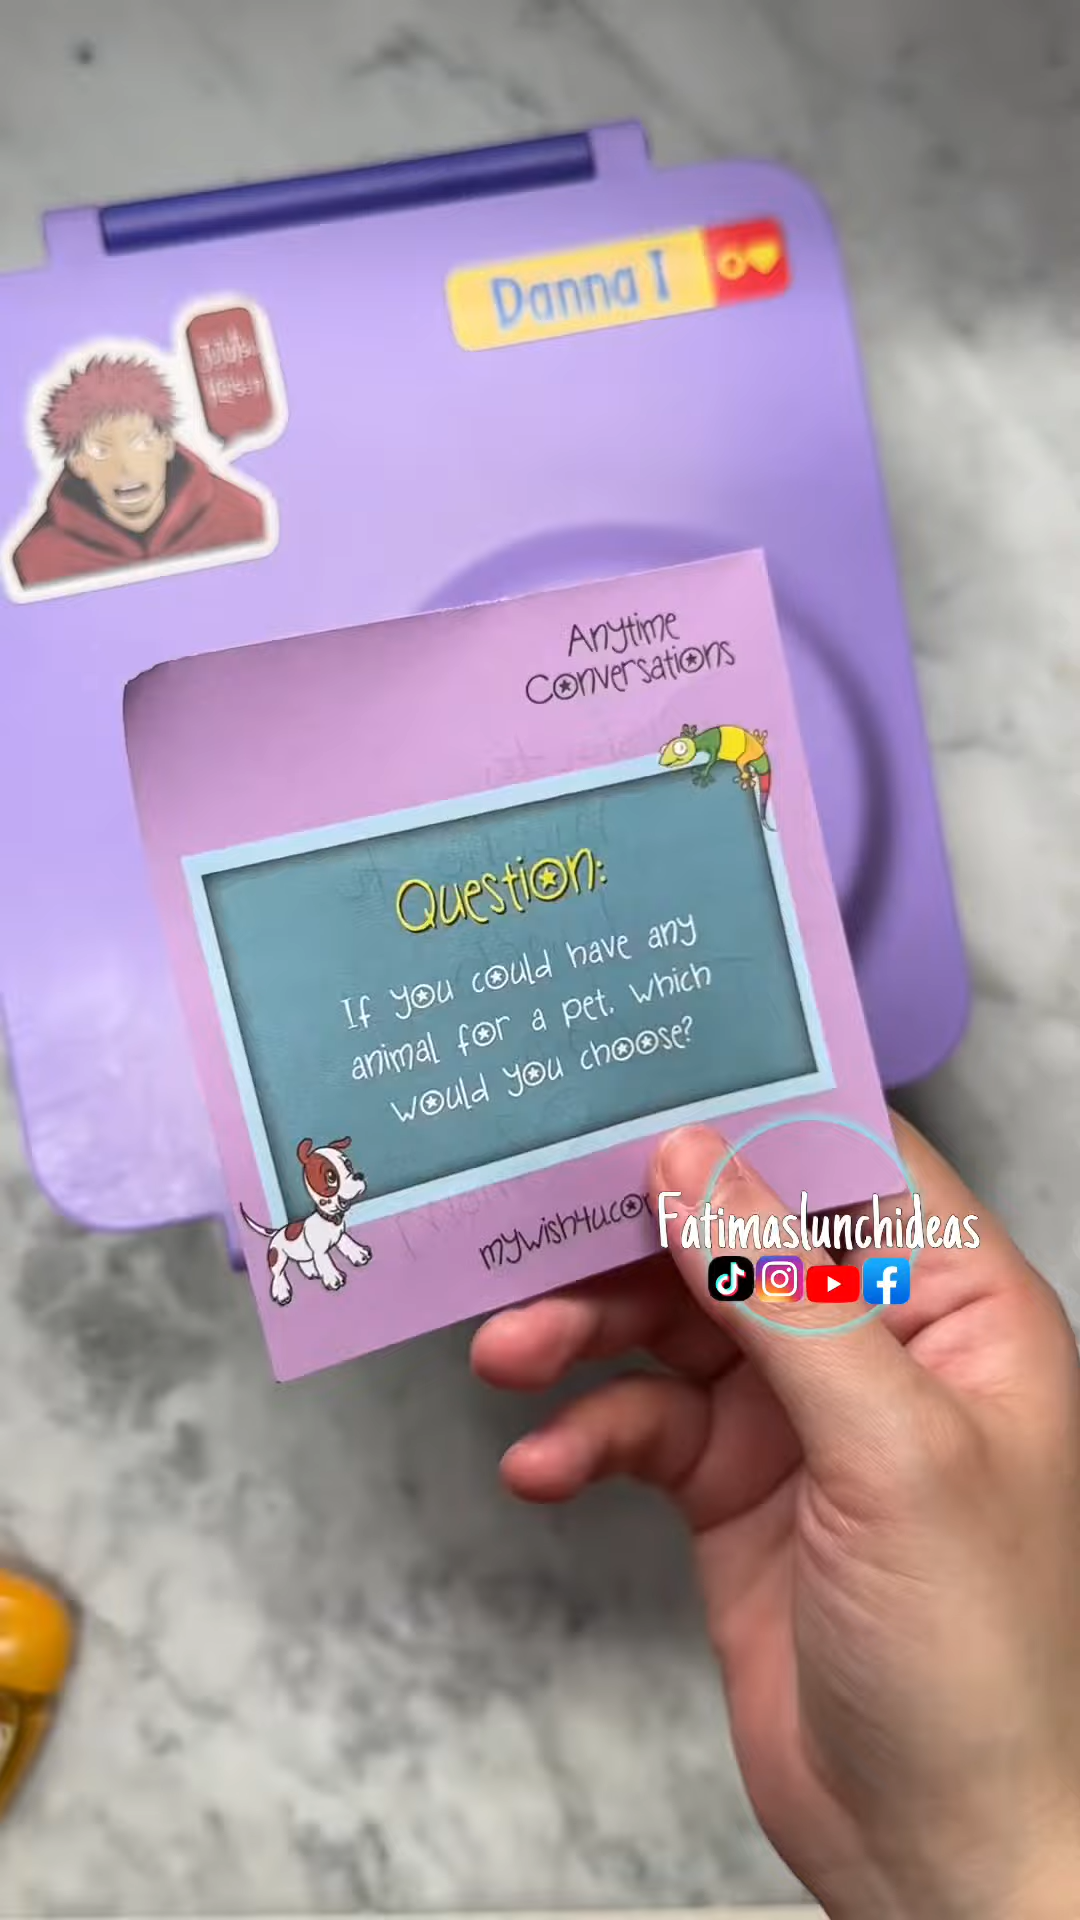 Danna I
Anytime
Conversations
Question:
If you could have any
animal for a pet, which
would you choose?
mywish4u.co
Fatimaslunchideas